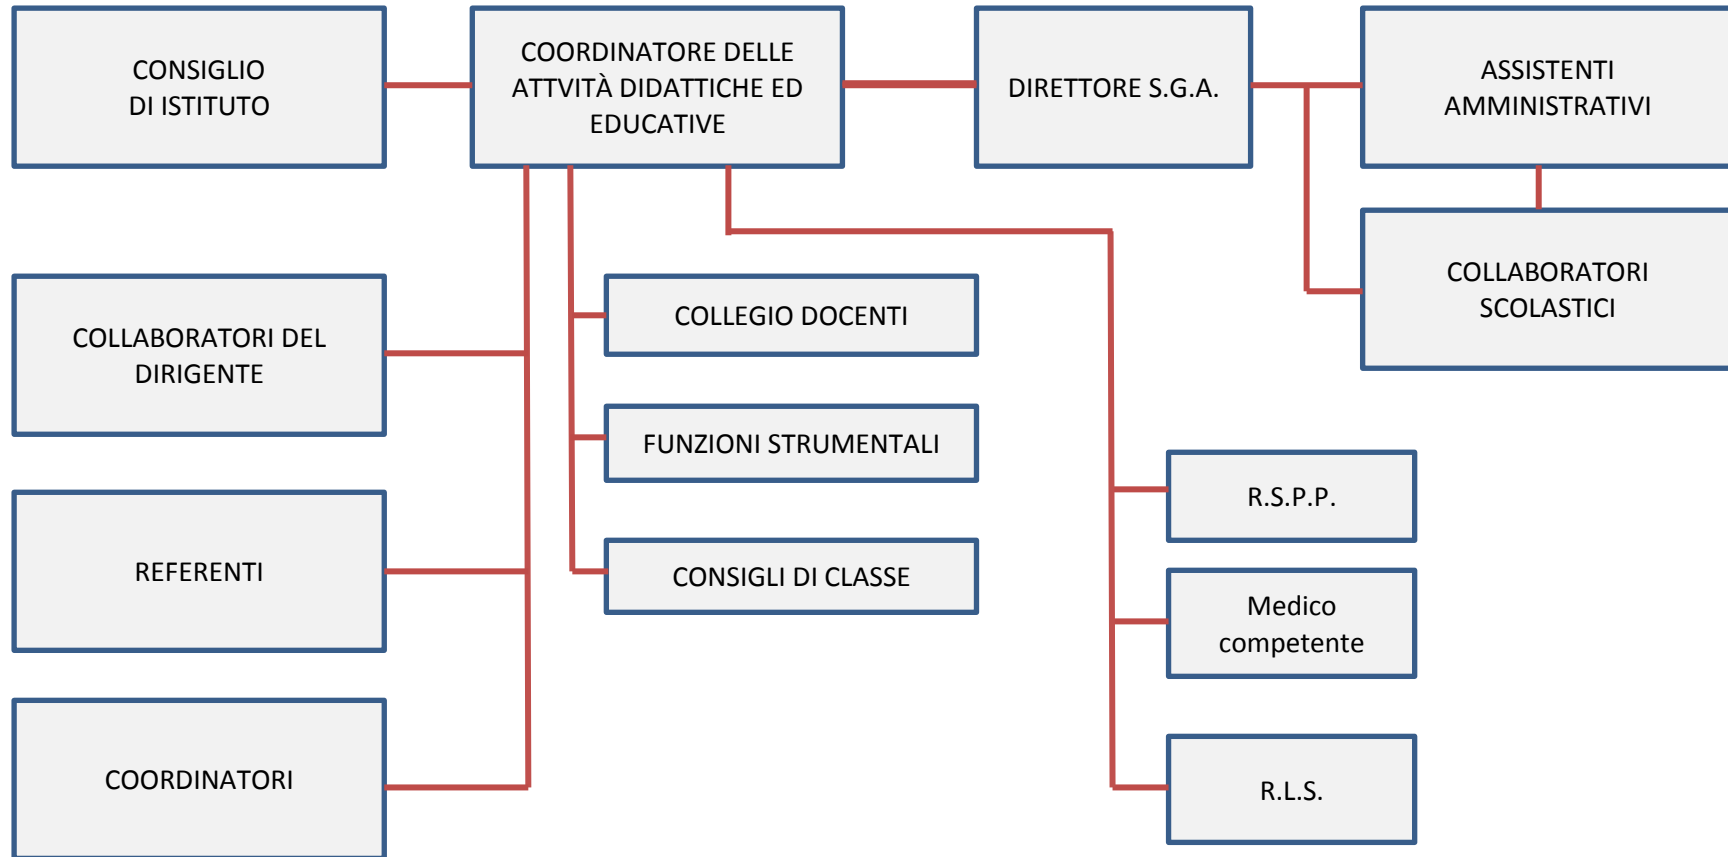 CONSIGLIO
DI ISTITUTO
COORDINATORE DELLE
ATTVITÀ DIDATTICHE ED
EDUCATIVE
DIRETTORE S.G.A.
ASSISTENTI
AMMINISTRATIVI
COLLABORATORI
SCOLASTICI
COLLABORATORI DEL
DIRIGENTE
COLLEGIO DOCENTI
FUNZIONI STRUMENTALI
CONSIGLI DI CLASSE
REFERENTI
COORDINATORI
R.S.P.P.
Medico
competente
R.L.S.